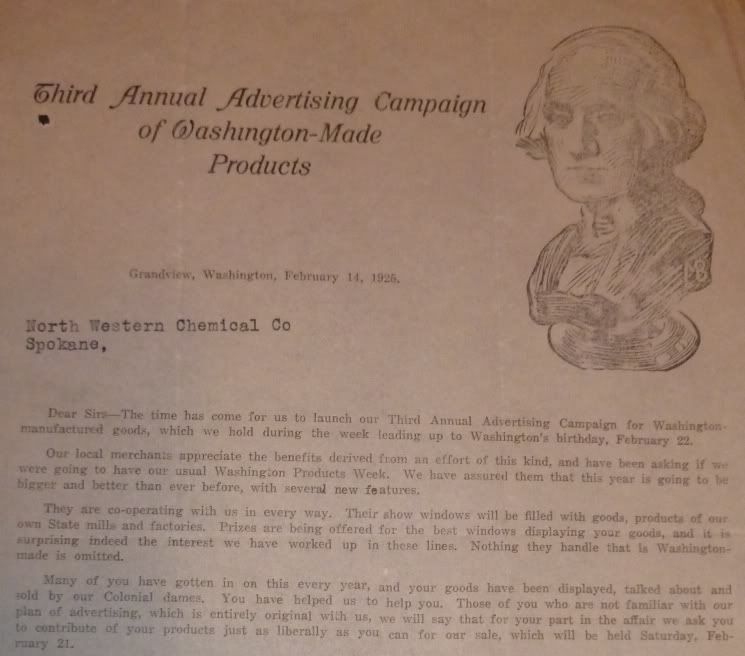 Third Annual Advertising Campaign
of Washington-Made
Products
Grandview, Washington, February 14, 1925.
North Western Chemical Co
Spokane,
Dear Sirs—The time has come for us to launch our Third Annual Advertising Campaign for Washington-
manufactured goods, which we hold during the week leading up to Washington's birthday, February 22.
Our local merchants appreciate the benefits derived from an effort of this kind, and have been asking if we
were going to have our usual Washington Products Week. We have assured them that this year is going to be
bigger and better than ever before, with several new features.
They are co-operating with us in every way. Their show windows will be filled with goods, products of our
own State mills and factories. Prizes are being offered for the best windows displaying your goods, and it is
surprising indeed the interest we have worked up in these lines. Nothing they handle that is Washington-
made is omitted.
Many of you have gotten in on this every year, and your goods have been displayed, talked about and
sold by our Colonial dames. You have helped us to help you. Those of you who are not familiar with our
plan of advertising, which is entirely original with us, we will say that for your part in the affair we ask you
to contribute of your products just as liberally as you can for our sale, which will be held Saturday, Feb-
ruary 21.